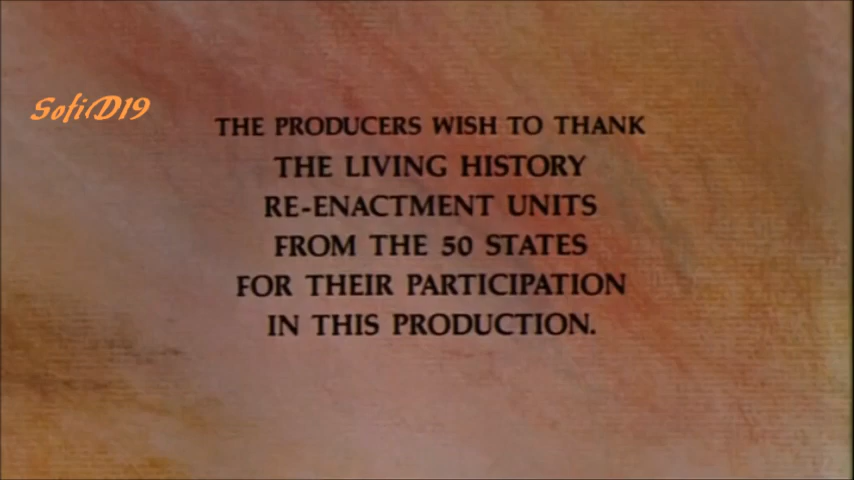 SofiD19
THE PRODUCERS WISH TO THANK
THE LIVING HISTORY
RE-ENACTMENT UNITS
FROM THE 50 STATES
FOR THEIR PARTICIPATION
IN THIS PRODUCTION.